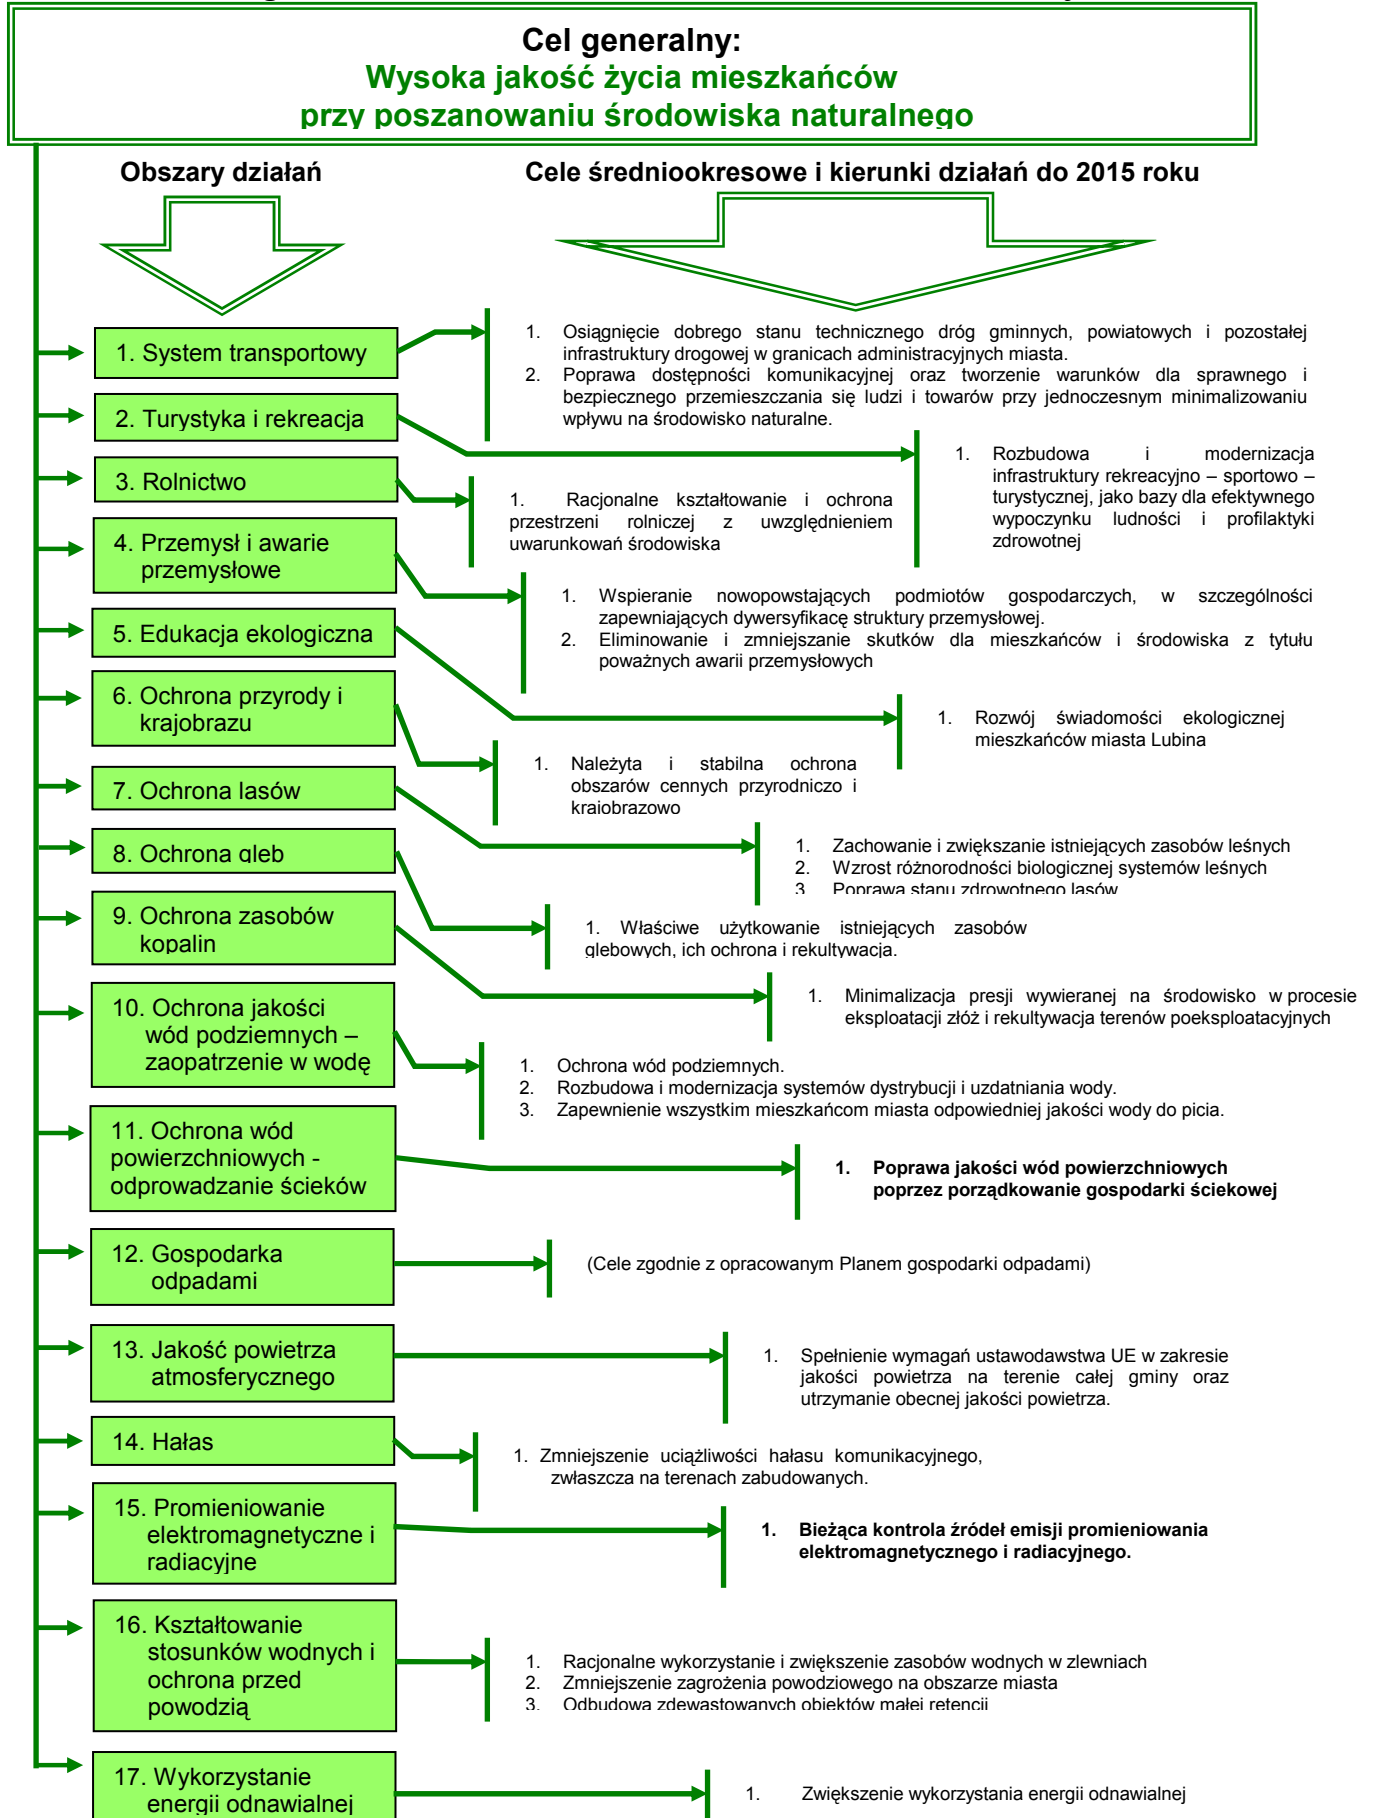 Cel generalny:
Wysoka jakość życia mieszkańców
przy poszanowaniu środowiska naturalnego
Obszary działań
Cele średniookresowe i kierunki działań do 2015 roku
1. System transportowy
1. Osiągnięcie dobrego stanu technicznego dróg gminnych, powiatowych i pozostałej
infrastruktury drogowej w granicach administracyjnych miasta.
2. Poprawa dostępności komunikacyjnej oraz tworzenie warunków dla sprawnego i
bezpiecznego przemieszczania się ludzi i towarów przy jednoczesnym minimalizowaniu
wpływu na środowisko naturalne.
2. Turystyka i rekreacja
1. Rozbudowa i modernizacja
infrastruktury rekreacyjno – sportowo –
turystycznej, jako bazy dla efektywnego
wypoczynku ludności i profilaktyki
zdrowotnej
3. Rolnictwo
1. Racjonalne kształtowanie i ochrona
przestrzeni rolniczej z uwzględnieniem
uwarunkowań środowiska
4. Przemysł i awarie
przemysłowe
1. Wspieranie nowopowstających podmiotów gospodarczych, w szczególności
zapewniających dywersyfikację struktury przemysłowej.
2. Eliminowanie i zmniejszanie skutków dla mieszkańców i środowiska z tytułu
poważnych awarii przemysłowych
5. Edukacja ekologiczna
1. Rozwój świadomości ekologicznej
mieszkańców miasta Lubina
6. Ochrona przyrody i
krajobrazu
1. Należyta i stabilna ochrona
obszarów cennych przyrodniczo i
krajobrazowo
7. Ochrona lasów
1. Zachowanie i zwiększanie istniejących zasobów leśnych
2. Wzrost różnorodności biologicznej systemów leśnych
3. Poprawa stanu zdrowotnego lasów
8. Ochrona gleb
1. Właściwe użytkowanie istniejących zasobów
glebowych, ich ochrona i rekultywacja.
9. Ochrona zasobów
kopalin
1. Minimalizacja presji wywieranej na środowisko w procesie
eksploatacji złóż i rekultywacja terenów poeksploatacyjnych
10. Ochrona jakości
wód podziemnych –
zaopatrzenie w wodę
1. Ochrona wód podziemnych.
2. Rozbudowa i modernizacja systemów dystrybucji i uzdatniania wody.
3. Zapewnienie wszystkim mieszkańcom miasta odpowiedniej jakości wody do picia.
11. Ochrona wód
powierzchniowych -
odprowadzanie ścieków
1. Poprawa jakości wód powierzchniowych
poprzez porządkowanie gospodarki ściekowej
12. Gospodarka
odpadami
(Cele zgodnie z opracowanym Planem gospodarki odpadami)
13. Jakość powietrza
atmosferycznego
1. Spełnienie wymagań ustawodawstwa UE w zakresie
jakości powietrza na terenie całej gminy oraz
utrzymanie obecnej jakości powietrza.
14. Hałas
1. Zmniejszenie uciążliwości hałasu komunikacyjnego,
zwłaszcza na terenach zabudowanych.
15. Promieniowanie
elektromagnetyczne i
radiacyjne
1. Bieżąca kontrola źródeł emisji promieniowania
elektromagnetycznego i radiacyjnego.
16. Kształtowanie
stosunków wodnych i
ochrona przed
powodzią
1. Racjonalne wykorzystanie i zwiększenie zasobów wodnych w zlewniach
2. Zmniejszenie zagrożenia powodziowego na obszarze miasta
3. Odbudowa zdewastowanych obiektów małej retencji
17. Wykorzystanie
energii odnawialnej
1. Zwiększenie wykorzystania energii odnawialnej